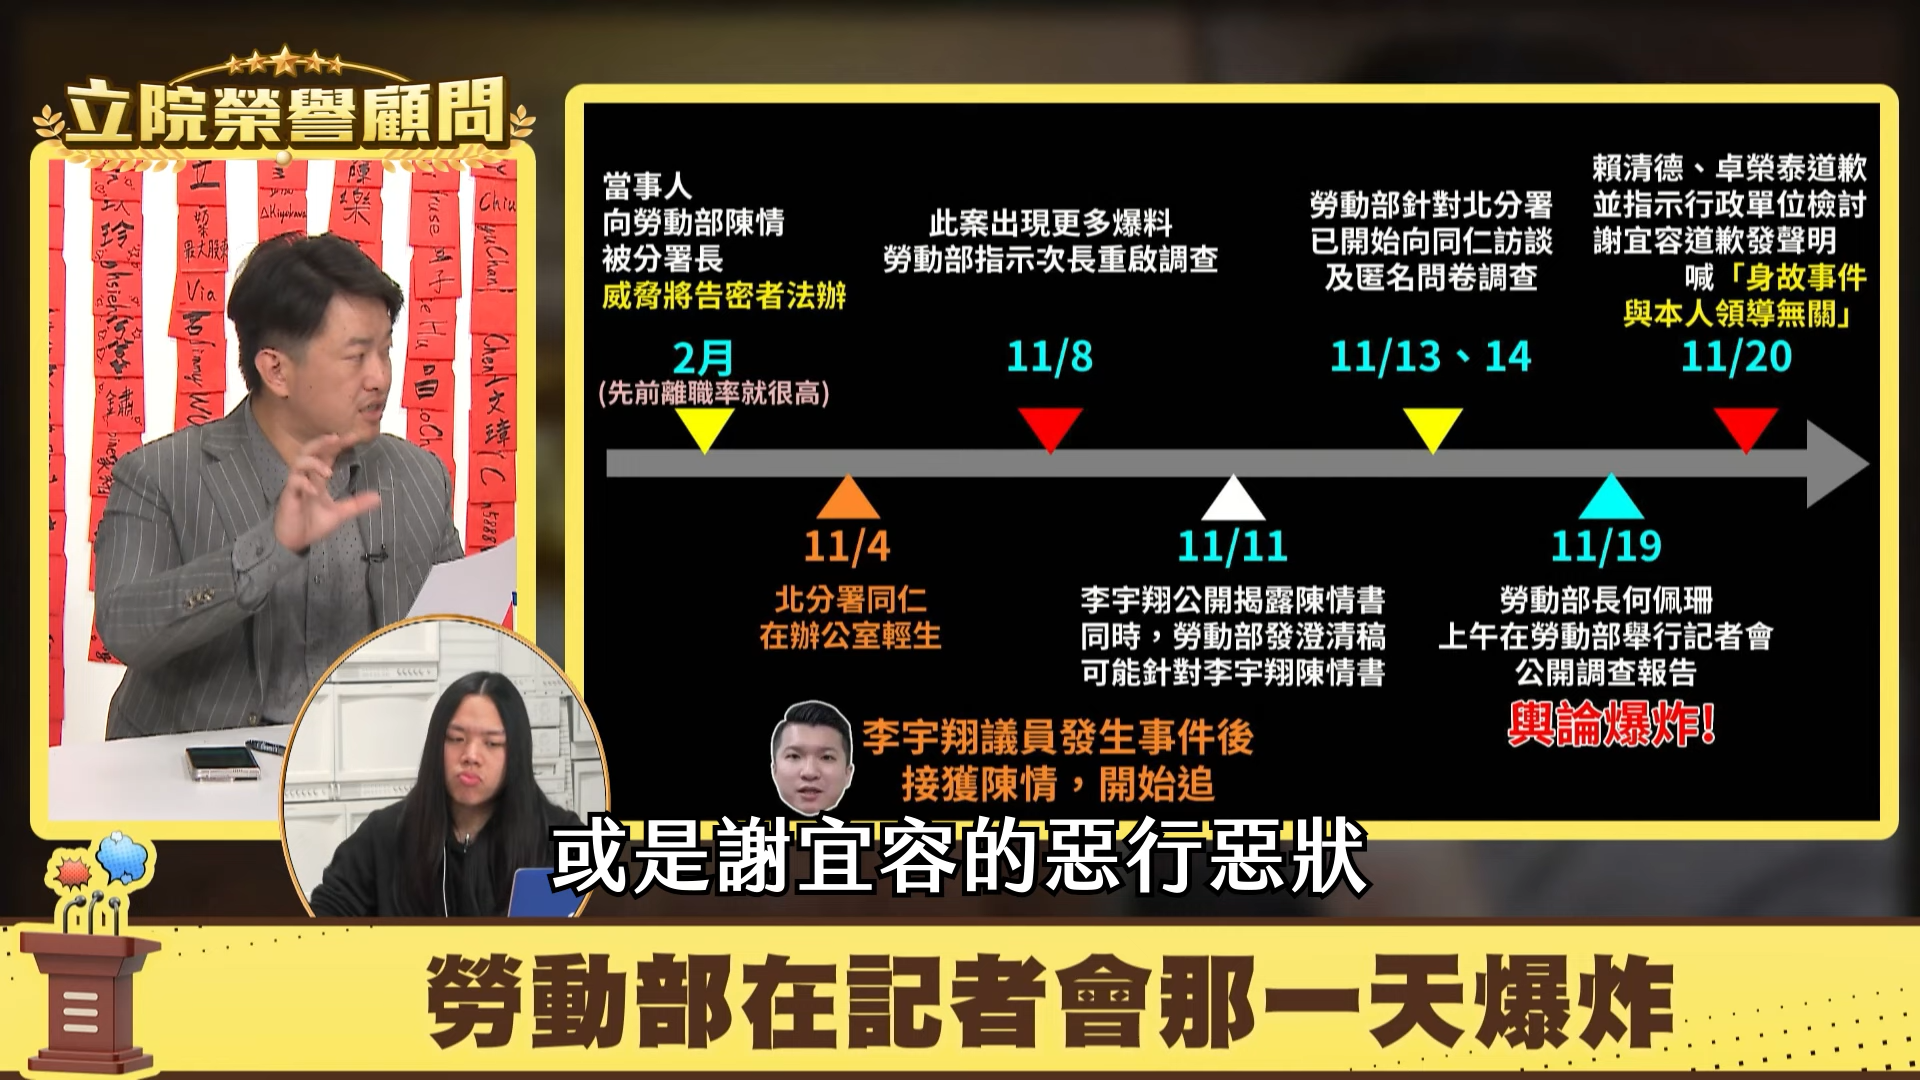 立院榮譽顧問
玲
立
最大股東
Via
陳
樂
Chiu
文
璋
當事人
向勞動部陳情
被分署長
威脅將告密者法辦
2月
(先前離職率就很高)
此案出現更多爆料
勞動部指示次長重啟調查
11/8
勞動部針對北分署
已開始向同仁訪談
及匿名問卷調查
11/13、14
賴清德、卓榮泰道歉
並指示行政單位檢討
謝宜容道歉發聲明
喊「身故事件
與本人領導無關」
11/20
11/4
北分署同仁
在辦公室輕生
11/11
李宇翔公開揭露陳情書
同時，勞動部發澄清稿
可能針對李宇翔陳情書
11/19
勞動部長何佩珊
上午在勞動部舉行記者會
公開調查報告
輿論爆炸!
李宇翔議員發生事件後
接獲陳情，開始追
或是謝宜容的惡行惡狀
勞動部在記者會那一天爆炸